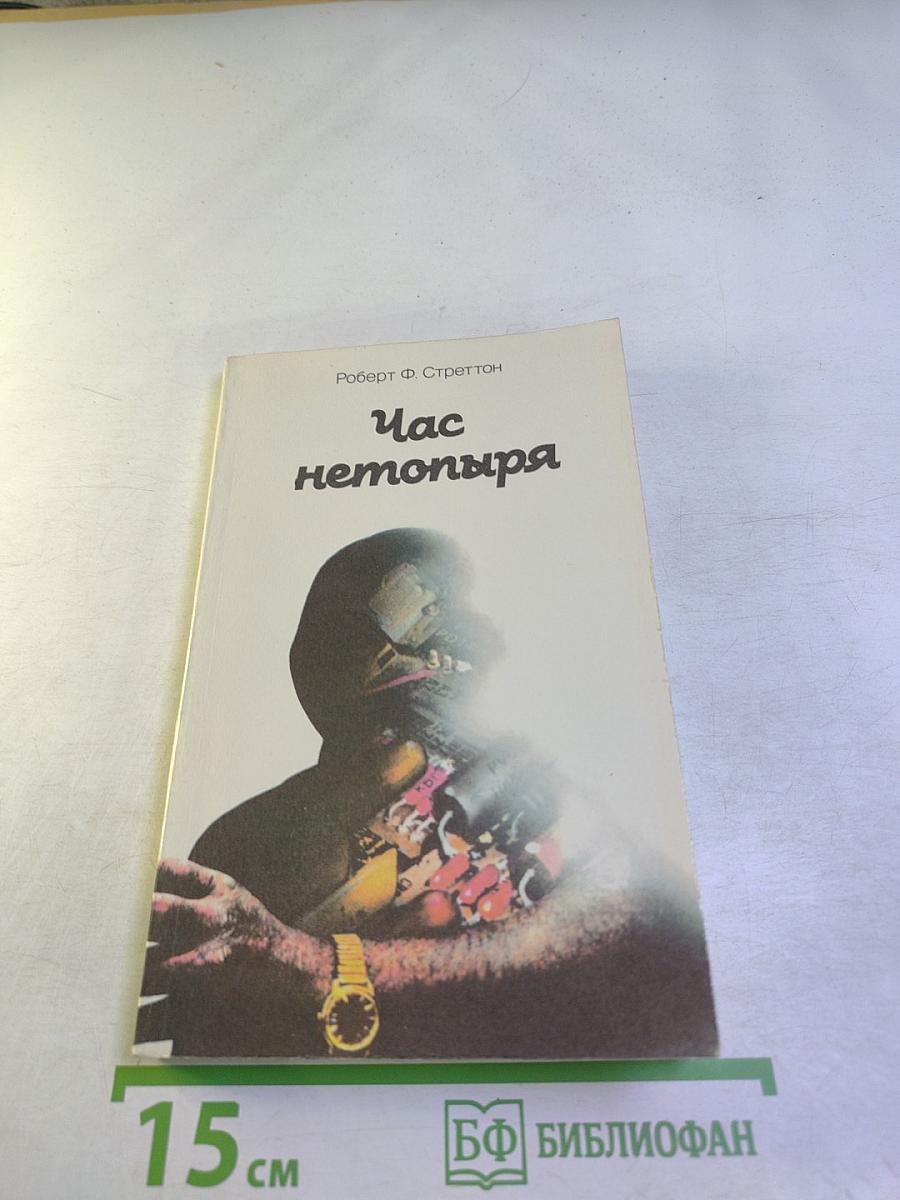 Роберт Ф. Стреттон
Час
нетопыря
15 см
БФ БИБЛИОФАН